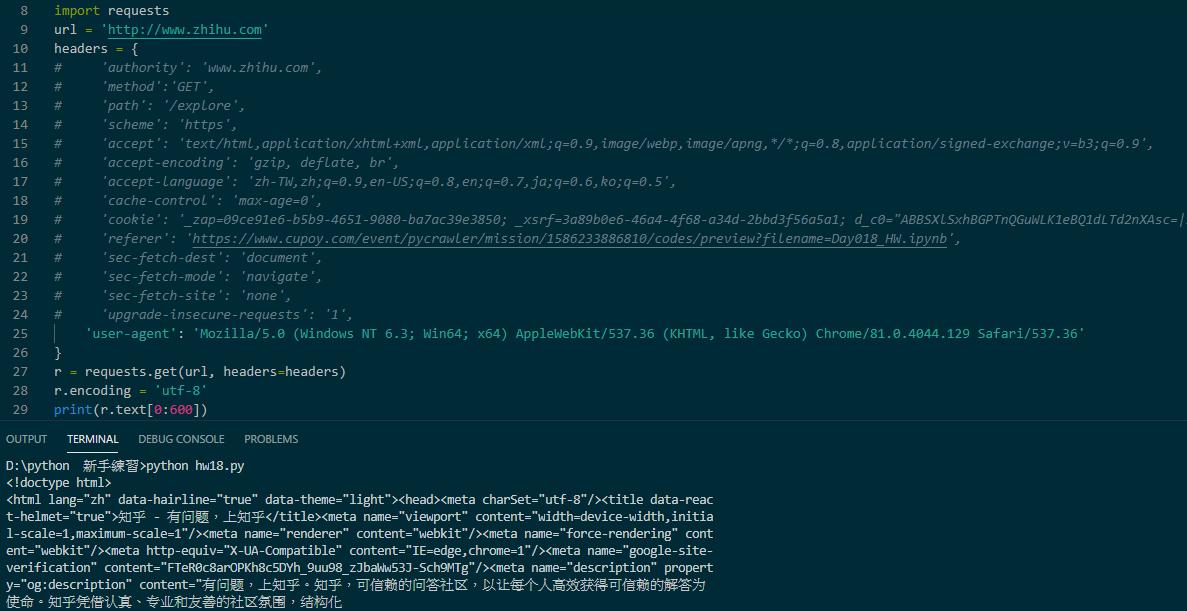 8 import requests
9 url = 'http://www.zhihu.com'
10 headers = {
11 #     'authority': 'www.zhihu.com',
12 #     'method':'GET',
13 #     'path': '/explore',
14 #     'scheme': 'https',
15 #     'accept': 'text/html,application/xhtml+xml,application/xml;q=0.9,image/webp,image/apng,*/*;q=0.8,application/signed-exchange;v=b3;q=0.9',
16 #     'accept-encoding': 'gzip, deflate, br',
17 #     'accept-language': 'zh-TW,zh;q=0.9,en-US;q=0.8,en;q=0.7,ja;q=0.6,ko;q=0.5',
18 #     'cache-control': 'max-age=0',
19 #     'cookie': '_zap=09ce91e6-b5b9-4651-9080-ba7ac39e3850; _xsrf=3a89b0e6-46a4-4f68-a34d-2bbd3f56a5a1; d_c0="ABBSXlSxhBGPTnQGuWLK1eBQ1dLTd2nXAsc=|
20 #     'referer': 'https://www.cupoy.com/event/pycrawler/mission/1586233886810/codes/preview?filename=Day018_HW.ipynb',
21 #     'sec-fetch-dest': 'document',
22 #     'sec-fetch-mode': 'navigate',
23 #     'sec-fetch-site': 'none',
24 #     'upgrade-insecure-requests': '1',
25     'user-agent': 'Mozilla/5.0 (Windows NT 6.3; Win64; x64) AppleWebKit/537.36 (KHTML, like Gecko) Chrome/81.0.4044.129 Safari/537.36'
26 }
27 r = requests.get(url, headers=headers)
28 r.encoding = 'utf-8'
29 print(r.text[0:600])
OUTPUT TERMINAL DEBUG CONSOLE PROBLEMS
D:\python  新手練習>python hw18.py
<!doctype html>
<html lang="zh" data-hairline="true" data-theme="light"><head><meta charSet="utf-8"/><title data-reac
t-helmet="true">知乎 - 有问题，上知乎</title><meta name="viewport" content="width=device-width,initia
l-scale=1,maximum-scale=1"/><meta name="renderer" content="webkit"/><meta name="force-rendering" cont
ent="webkit"/><meta http-equiv="X-UA-Compatible" content="IE=edge,chrome=1"/><meta name="google-site-
verification" content="FTeR0c8arOPKh8c5DYh_9uu98_zJbaWw53J-Sch9MTg"/><meta name="description" propert
y="og:description" content="有问题，上知乎。知乎，可信赖的问答社区，以让每个人高效获得可信赖的解答为
使命。知乎凭借认真、专业和友善的社区氛围，结构化